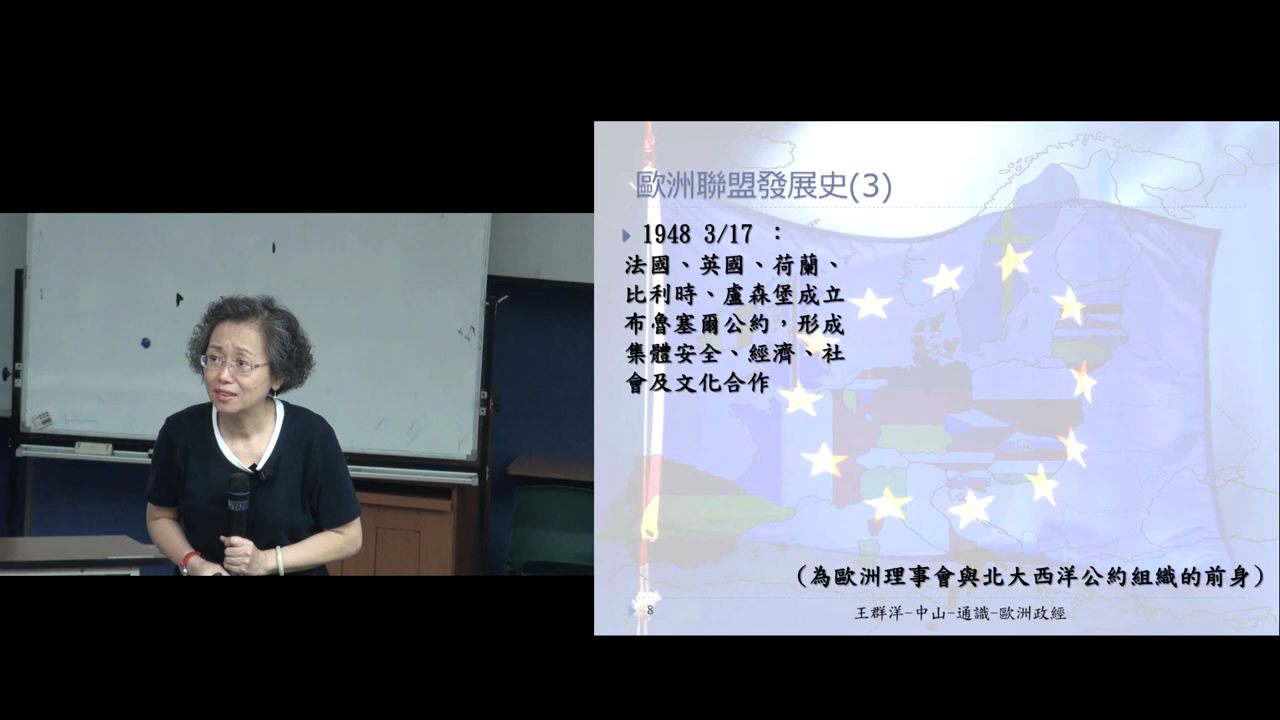 歐洲聯盟發展史(3)
1948 3/17 :
法國、英國、荷蘭、
比利時、盧森堡成立
布魯塞爾公約，形成
集體安全、經濟、社
會及文化合作
(為歐洲理事會與北大西洋公約組織的前身)
8
王群洋-中山-通識-歐洲政經